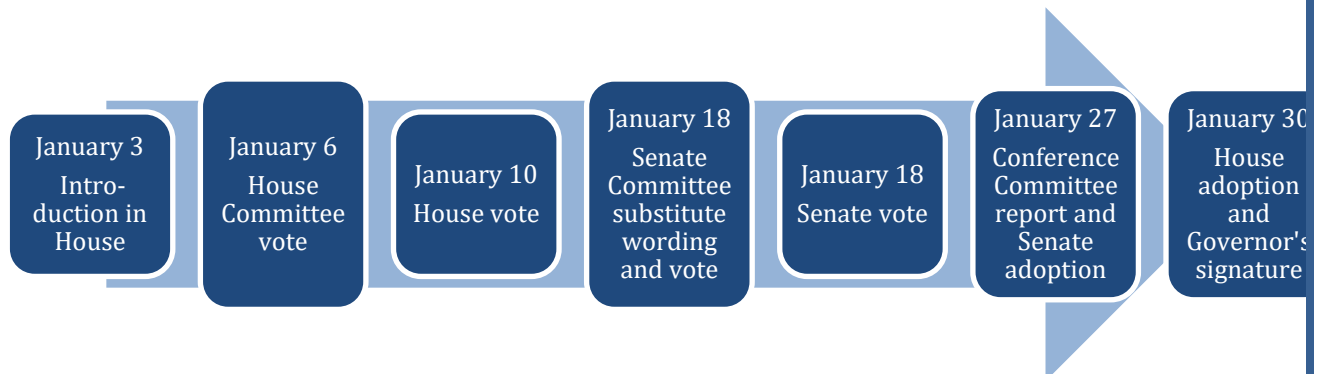 January 3
Intro-
duction in
House
January 6
House
Committee
vote
January 10
House vote
January 18
Senate
Committee
substitute
wording
and vote
January 18
Senate vote
January 27
Conference
Committee
report and
Senate
adoption
January 30
House
adoption
and
Governor's
signature